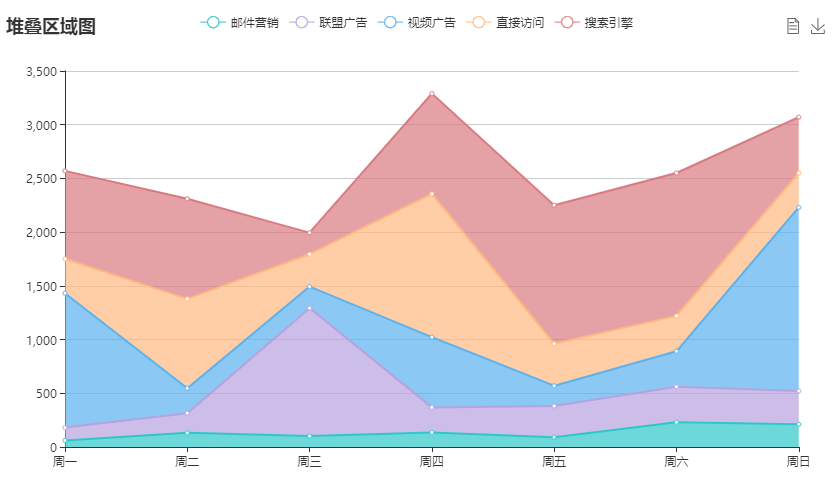 堆叠区域图
邮件营销 联盟广告 视频广告 直接访问 搜索引擎
3,500
3,000
2,500
2,000
1,500
1,000
500
0
周一 周二 周三 周四 周五 周六 周日